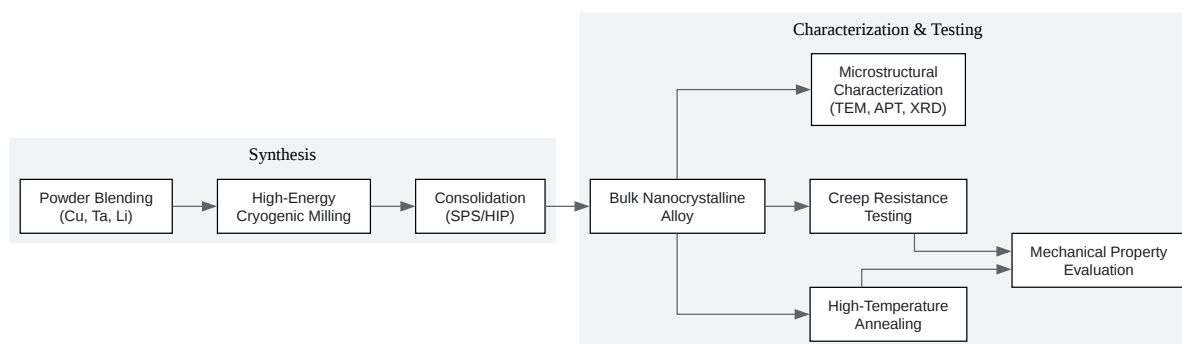 Characterization & Testing
Microstructural
Characterization
(TEM, APT, XRD)
Synthesis
Powder Blending
(Cu, Ta, Li)
High-Energy
Cryogenic Milling
Consolidation
(SPS/HIP)
Bulk Nanocrystalline
Alloy
Creep Resistance
Testing
Mechanical Property
Evaluation
High-Temperature
Annealing